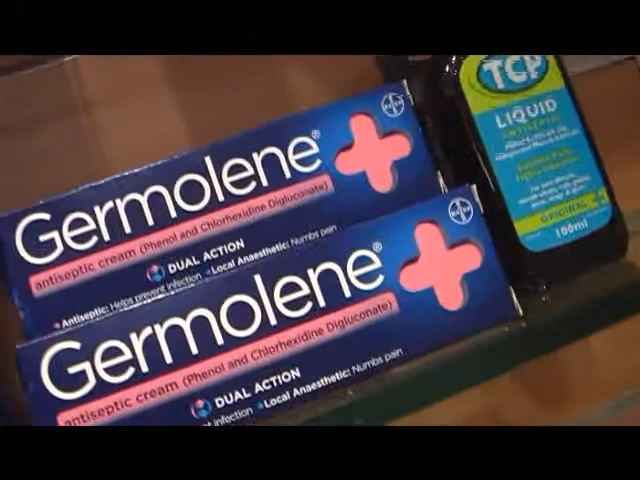 Germolene®
antiseptic cream (Phenol and Chlorhexidine Digluconate)
DUAL ACTION
Antiseptic: Helps prevent infection Local Anaesthetic: Numbs pain
BAYER
Germolene®
antiseptic cream (Phenol and Chlorhexidine Digluconate)
DUAL ACTION
infection Local Anaesthetic: Numbs pain
BAYER
TCP
LIQUID
ANTISEPTIC
ORIGINAL
100ml